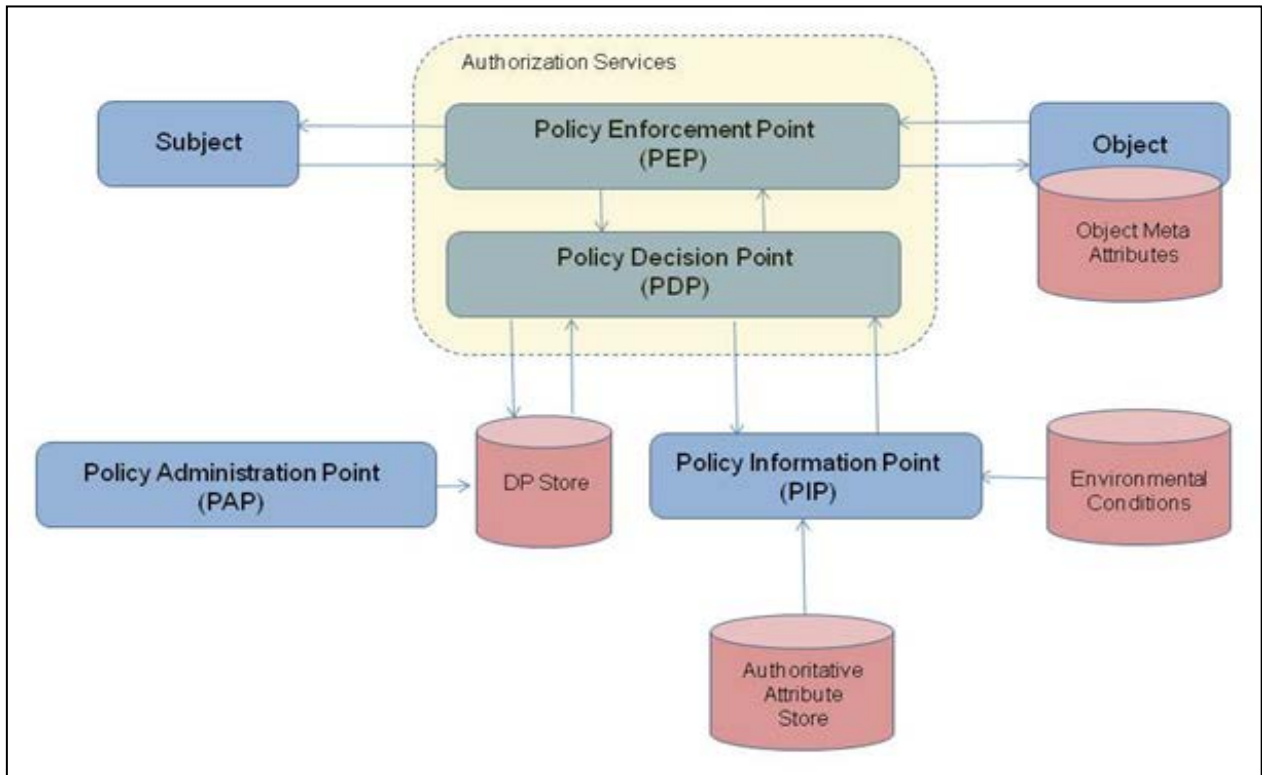 Authorization Services
Subject
Policy Enforcement Point
(PEP)
Object
Object Meta
Attributes
Policy Decision Point
(PDP)
Policy Administration Point
(PAP)
DP Store
Policy Information Point
(PIP)
Environmental
Conditions
Authoritative
Attribute
Store